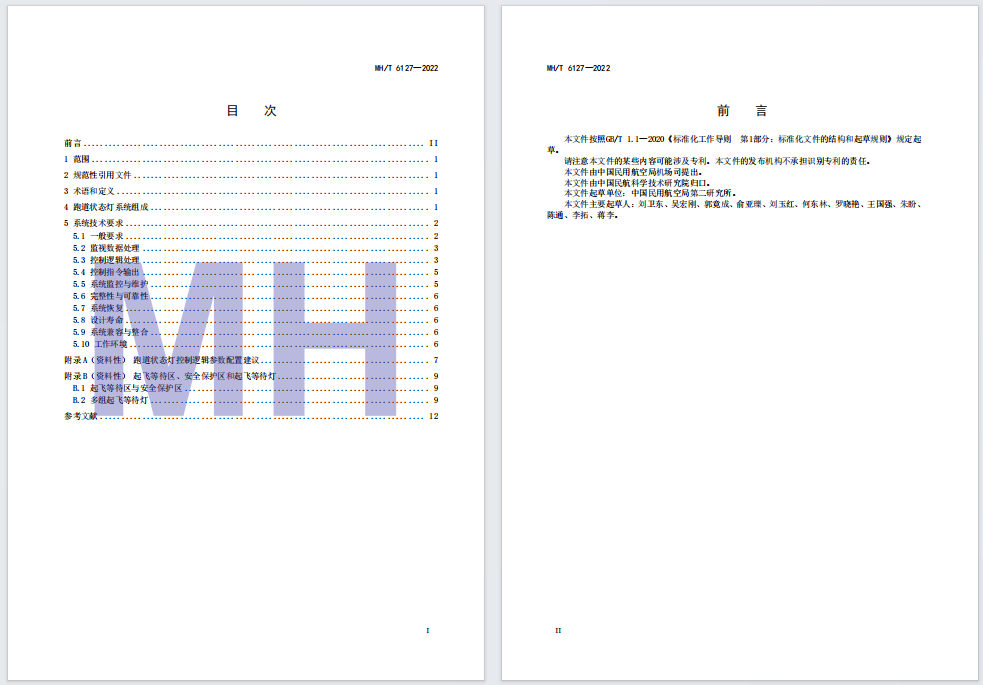 MH/T 6127—2022
目 次
前言 II
1 范围 1
2 规范性引用文件 1
3 术语和定义 1
4 跑道状态灯系统组成 1
5 系统技术要求 2
5.1 一般要求 2
5.2 监视数据处理 3
5.3 控制逻辑处理 3
5.4 控制指令输出 5
5.5 系统监控与维护 5
5.6 完整性与可靠性 6
5.7 系统恢复 6
5.8 设计寿命 6
5.9 系统兼容与整合 6
5.10 工作环境 6
附录A(资料性) 跑道状态灯控制逻辑参数配置建议 7
附录B(资料性) 起飞等待区、安全保护区和起飞等待灯 9
B.1 起飞等待区与安全保护区 9
B.2 多组起飞等待灯 9
参考文献 12
MH
I
MH/T 6127—2022
前 言
本文件按照GB/T 1.1—2020《标准化工作导则 第1部分:标准化文件的结构和起草规则》规定起
草。
请注意本文件的某些内容可能涉及专利。本文件的发布机构不承担识别专利的责任。
本文件由中国民用航空局机场司提出。
本文件由中国民航科学技术研究院归口。
本文件起草单位:中国民用航空局第二研究所。
本文件主要起草人:刘卫东、吴宏刚、郭竟成、俞亚璨、刘玉红、何东林、罗晓艳、王国强、朱盼、
陈通、李拓、蒋李。
II